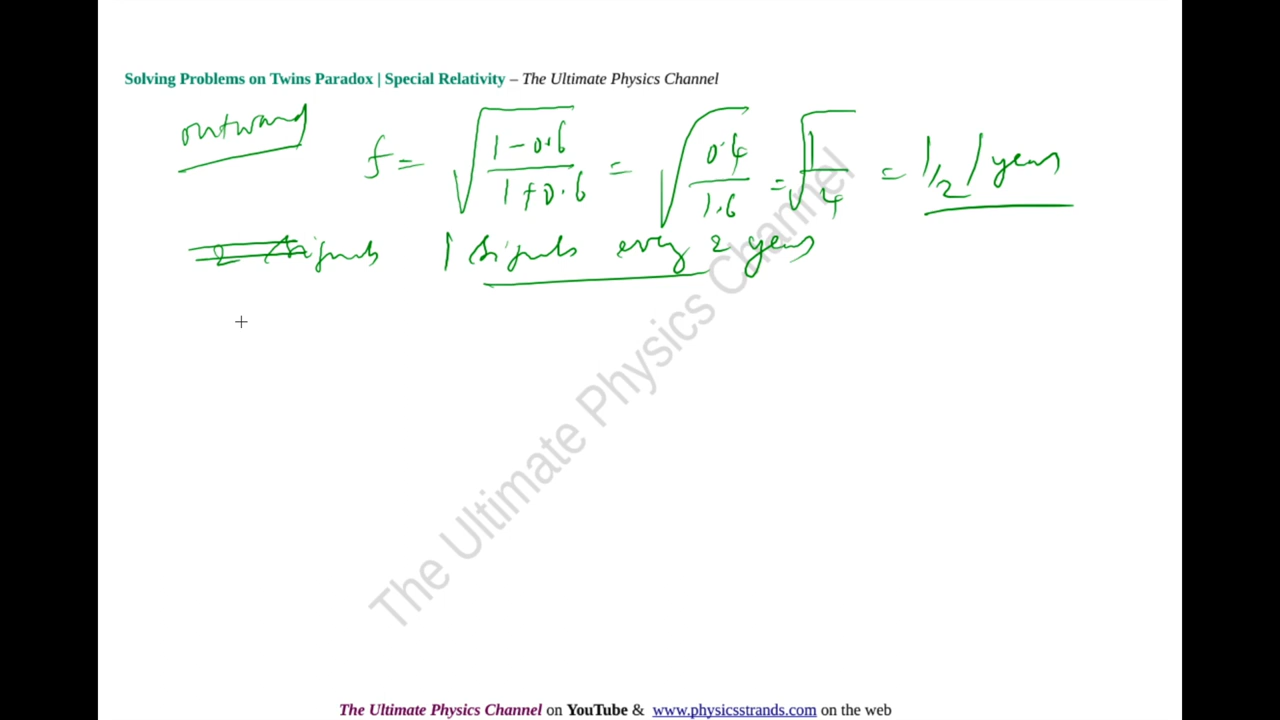 Solving Problems on Twins Paradox | Special Relativity – The Ultimate Physics Channel
outward
f = √(1-0.6 / 1+0.6) = √(0.4 / 1.6) = √(1 / 4) = 1/2 / years
2 signals 1 signals every 2 years
The Ultimate Physics Channel
The Ultimate Physics Channel on YouTube & www.physicsstrands.com on the web